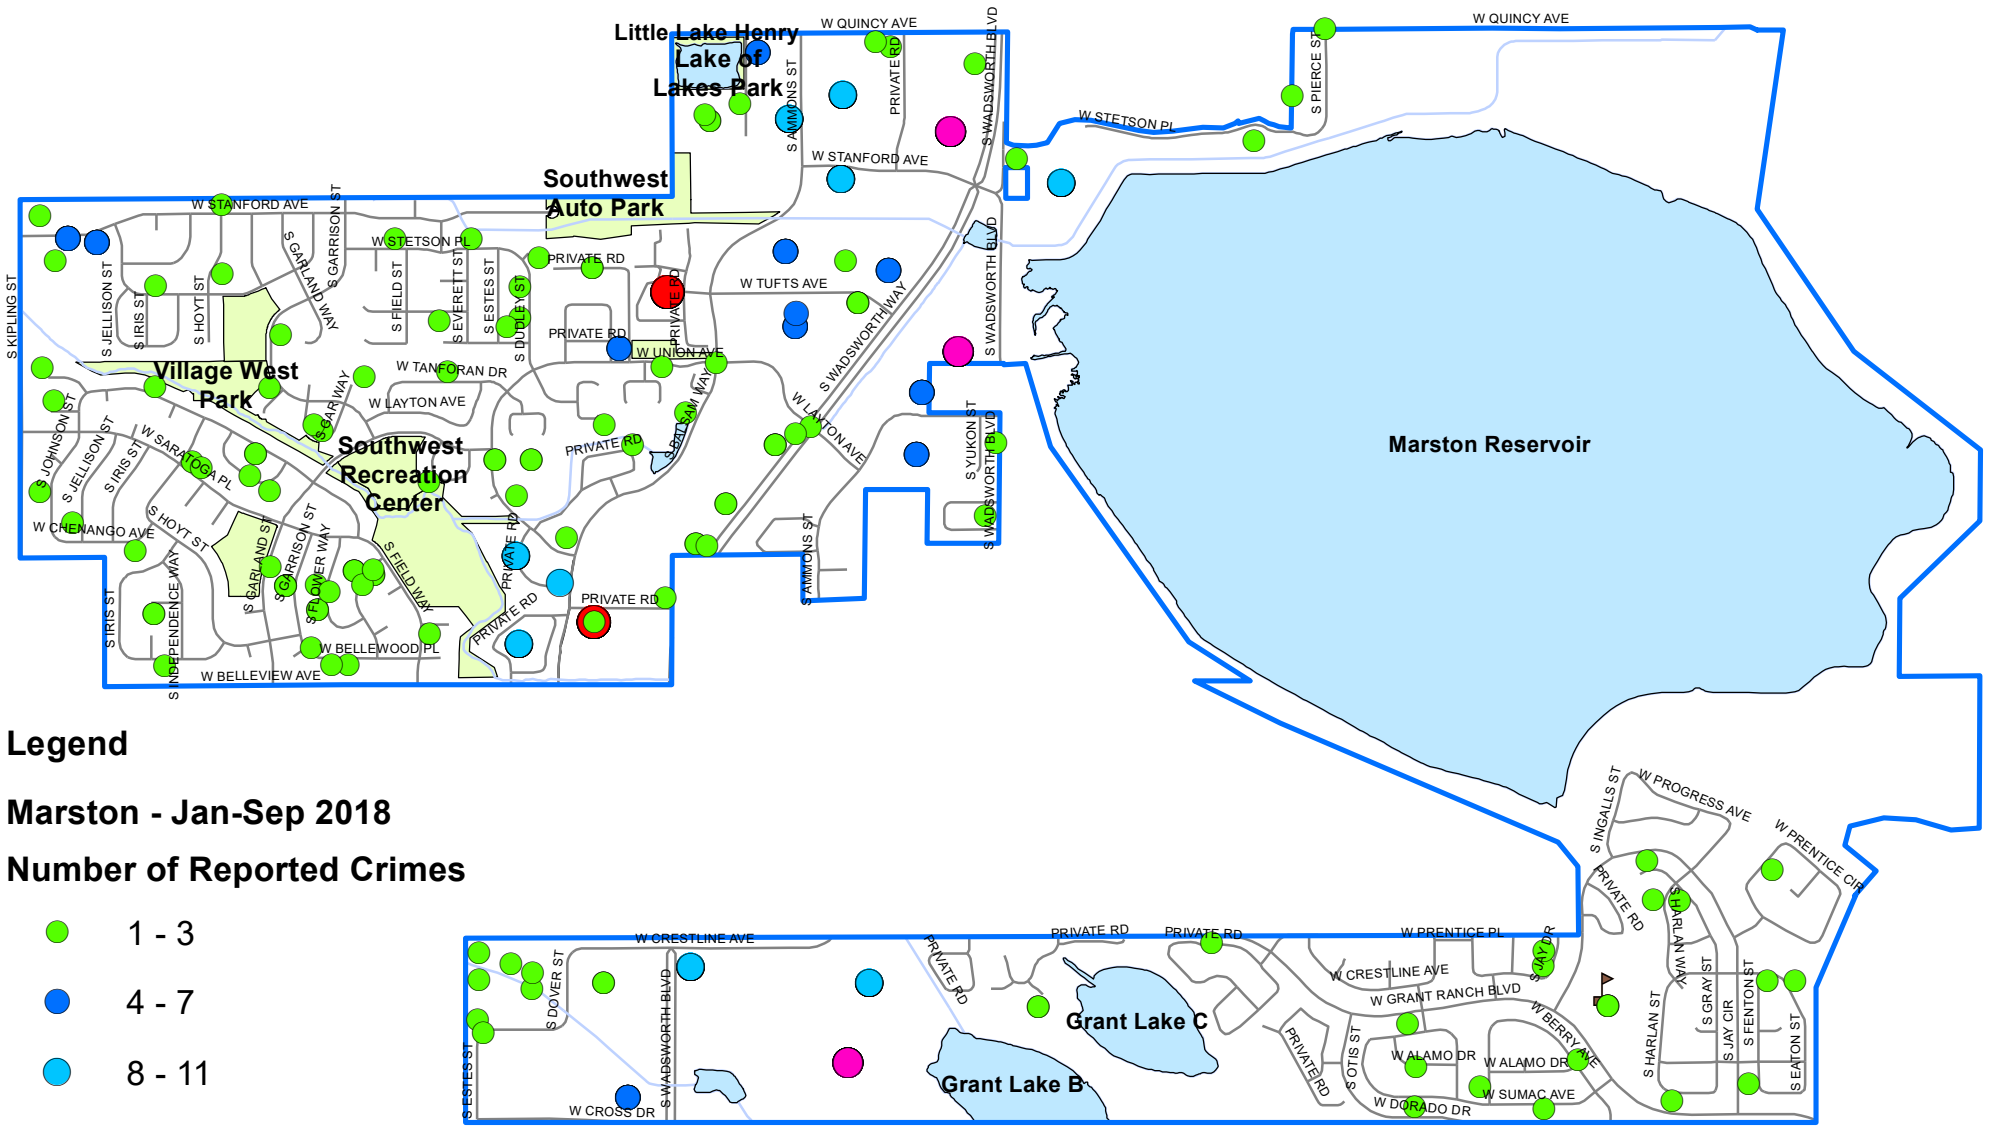 W QUINCY AVE
W QUINCY AVE
Little Lake Henry
Lake of
Lakes Park
S AMMONS ST
PRIVATE RD
S WADSWORTH BLVD
S PIERCE ST
W STETSON PL
W STANFORD AVE
Southwest
Auto Park
W STANFORD AVE
S GARRISON ST
S GARLAND WAY
W STETSON PL
S KIPLING ST
S JELLISON ST
S IRIS ST
S HOYT ST
S FIELD ST
S EVERETT ST
S ESTES ST
S DUDLEY ST
PRIVATE RD
PRIVATE RD
PRIVATE RD
W TUFTS AVE
S WADSWORTH WAY
S WADSWORTH BLVD
W UNION AVE
W TANFORAN DR
Village West
Park
W LAYTON AVE
S GAR WAY
S BALSAM WAY
W LAYTON AVE
S JOHNSON ST
S JELLISON ST
S IRIS ST
W SARATOGA PL
Southwest
Recreation
Center
PRIVATE RD
S YUKON ST
S WADSWORTH BLVD
Marston Reservoir
W CHENANGO AVE
S HOYT ST
S GARLAND ST
S GARRISON ST
S FLOWER WAY
S FIELD WAY
PRIVATE RD
S AMMONS ST
S IRIS ST
S INDEPENDENCE WAY
PRIVATE RD
PRIVATE RD
W BELLEWOOD PL
W BELLEVIEW AVE
Legend
Marston - Jan-Sep 2018
Number of Reported Crimes
1 - 3
4 - 7
8 - 11
S INGALLS ST
W PROGRESS AVE
W PRENTICE CIR
PRIVATE RD
S HARLAN WAY
W CRESTLINE AVE
PRIVATE RD
PRIVATE RD
PRIVATE RD
W PRENTICE PL
S JAY DR
S DOVER ST
S WADSWORTH BLVD
W CRESTLINE AVE
W GRANT RANCH BLVD
W BERRY AVE
Grant Lake C
Grant Lake B
PRIVATE RD
S OTIS ST
W ALAMO DR
W ALAMO DR
W SUMAC AVE
W DORADO DR
S HARLAN ST
S GRAY ST
S JAY CIR
S FENTON ST
S EATON ST
S ESTES ST
W CROSS DR